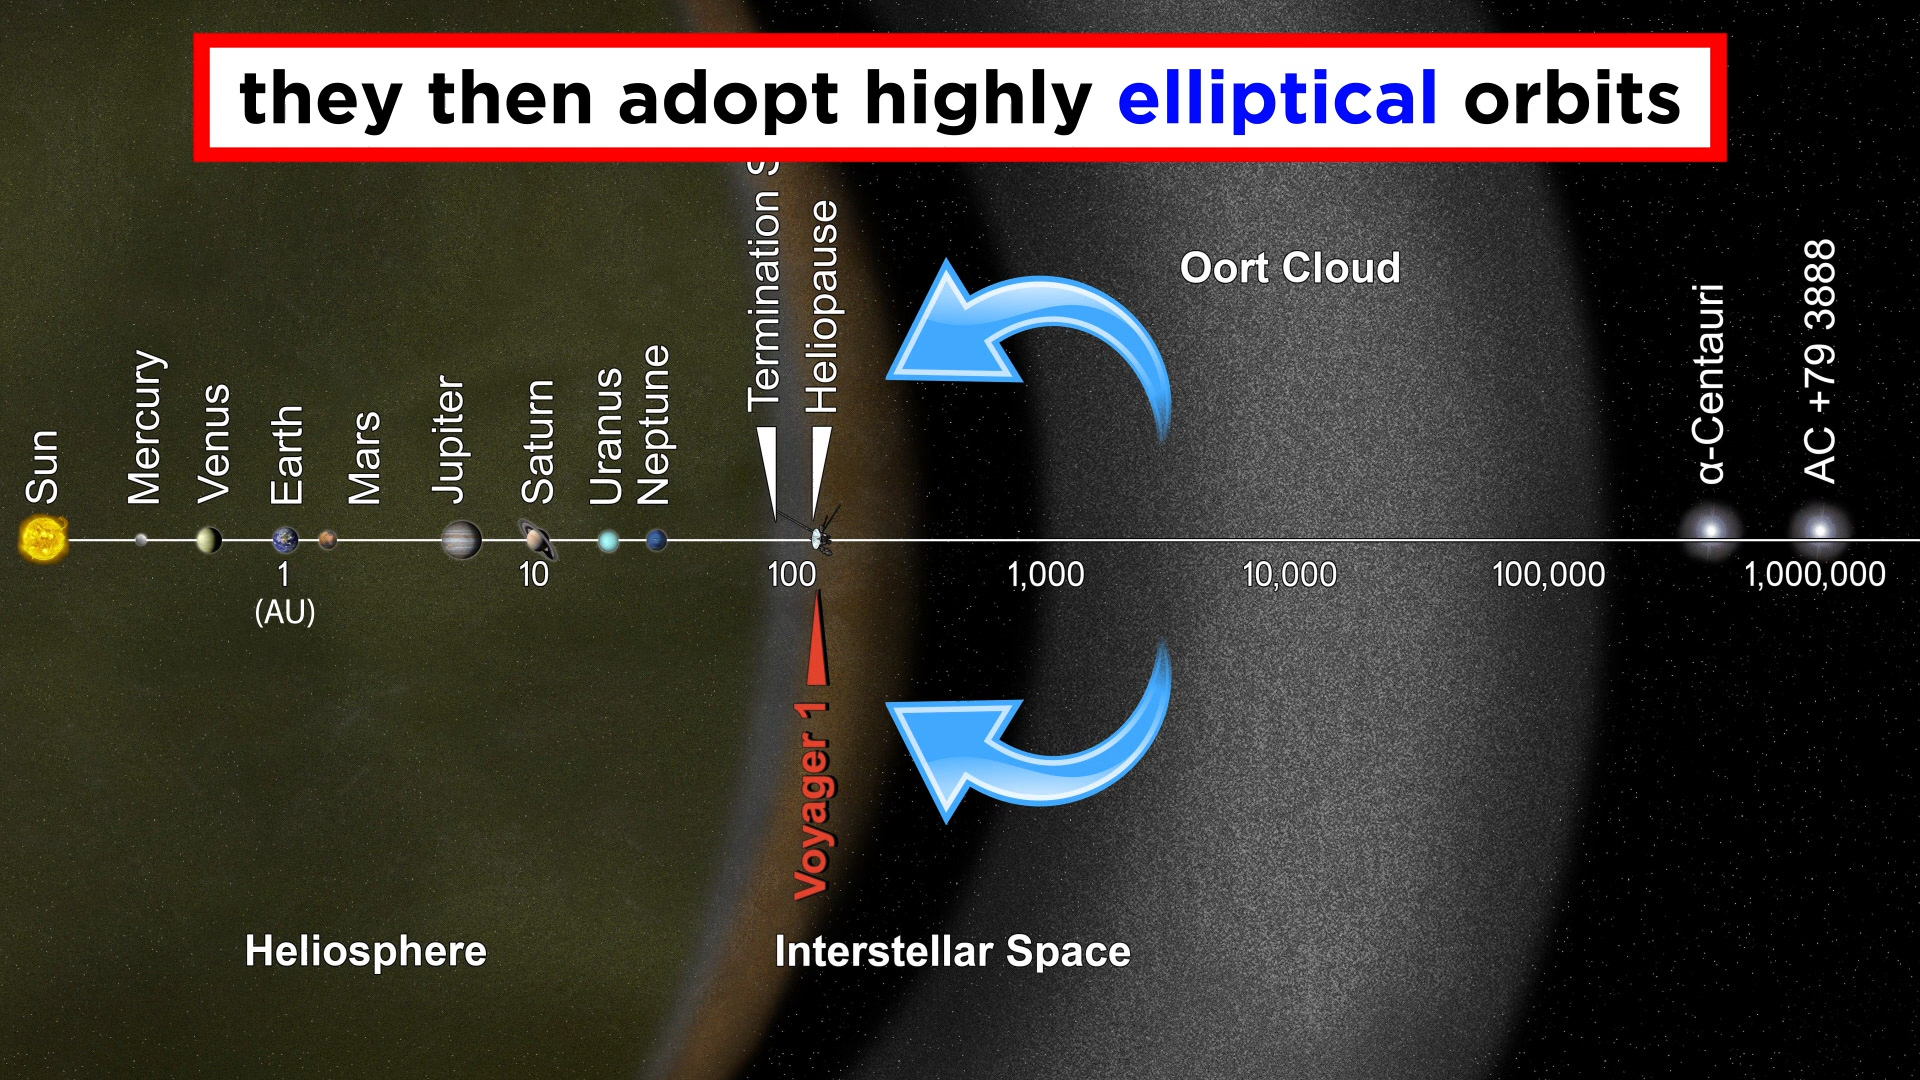 they then adopt highly elliptical orbits
Oort Cloud
Sun
Mercury
Venus
Earth
Mars
Jupiter
Saturn
Uranus
Neptune
Termination S
Heliopause
α-Centauri
AC +79 3888
1
10
100
1,000
10,000
100,000
1,000,000
(AU)
Voyager 1
Heliosphere
Interstellar Space